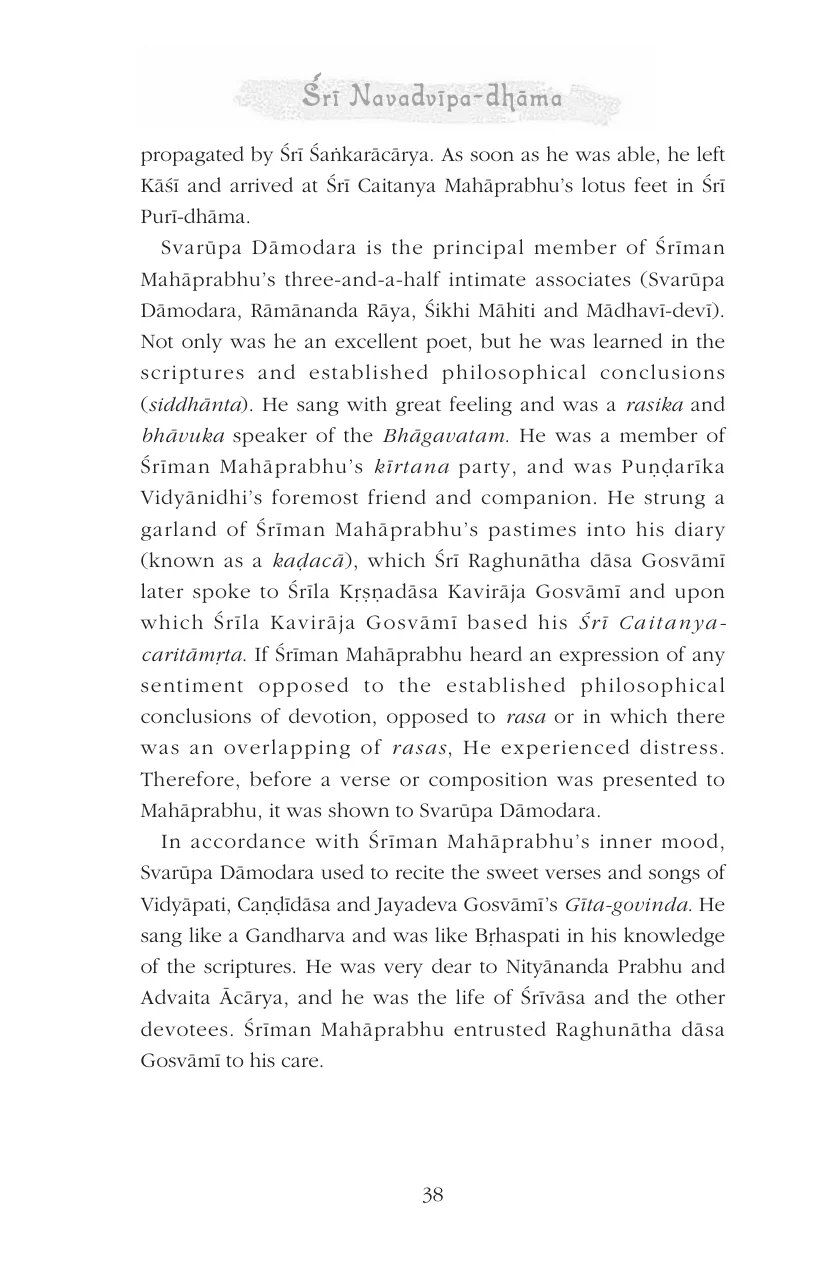 Śrī Navadvīpa-dhāma
propagated by Śrī Śaṅkarācārya. As soon as he was able, he left
Kāśī and arrived at Śrī Caitanya Mahāprabhu’s lotus feet in Śrī
Purī-dhāma.
Svarūpa Dāmodara is the principal member of Śrīman
Mahāprabhu’s three-and-a-half intimate associates (Svarūpa
Dāmodara, Rāmānanda Rāya, Śikhi Māhiti and Mādhavī-devī).
Not only was he an excellent poet, but he was learned in the
scriptures and established philosophical conclusions
(siddhānta). He sang with great feeling and was a rasika and
bhāvuka speaker of the Bhāgavatam. He was a member of
Śrīman Mahāprabhu’s kīrtana party, and was Puṇḍarīka
Vidyānidhi’s foremost friend and companion. He strung a
garland of Śrīman Mahāprabhu’s pastimes into his diary
(known as a kaḍacā), which Śrī Raghunātha dāsa Gosvāmī
later spoke to Śrīla Kṛṣṇadāsa Kavirāja Gosvāmī and upon
which Śrīla Kavirāja Gosvāmī based his Śrī Caitanya-
caritāmṛta. If Śrīman Mahāprabhu heard an expression of any
sentiment opposed to the established philosophical
conclusions of devotion, opposed to rasa or in which there
was an overlapping of rasas, He experienced distress.
Therefore, before a verse or composition was presented to
Mahāprabhu, it was shown to Svarūpa Dāmodara.
In accordance with Śrīman Mahāprabhu’s inner mood,
Svarūpa Dāmodara used to recite the sweet verses and songs of
Vidyāpati, Caṇḍīdāsa and Jayadeva Gosvāmī’s Gīta-govinda. He
sang like a Gandharva and was like Bṛhaspati in his knowledge
of the scriptures. He was very dear to Nityānanda Prabhu and
Advaita Ācārya, and he was the life of Śrīvāsa and the other
devotees. Śrīman Mahāprabhu entrusted Raghunātha dāsa
Gosvāmī to his care.
38